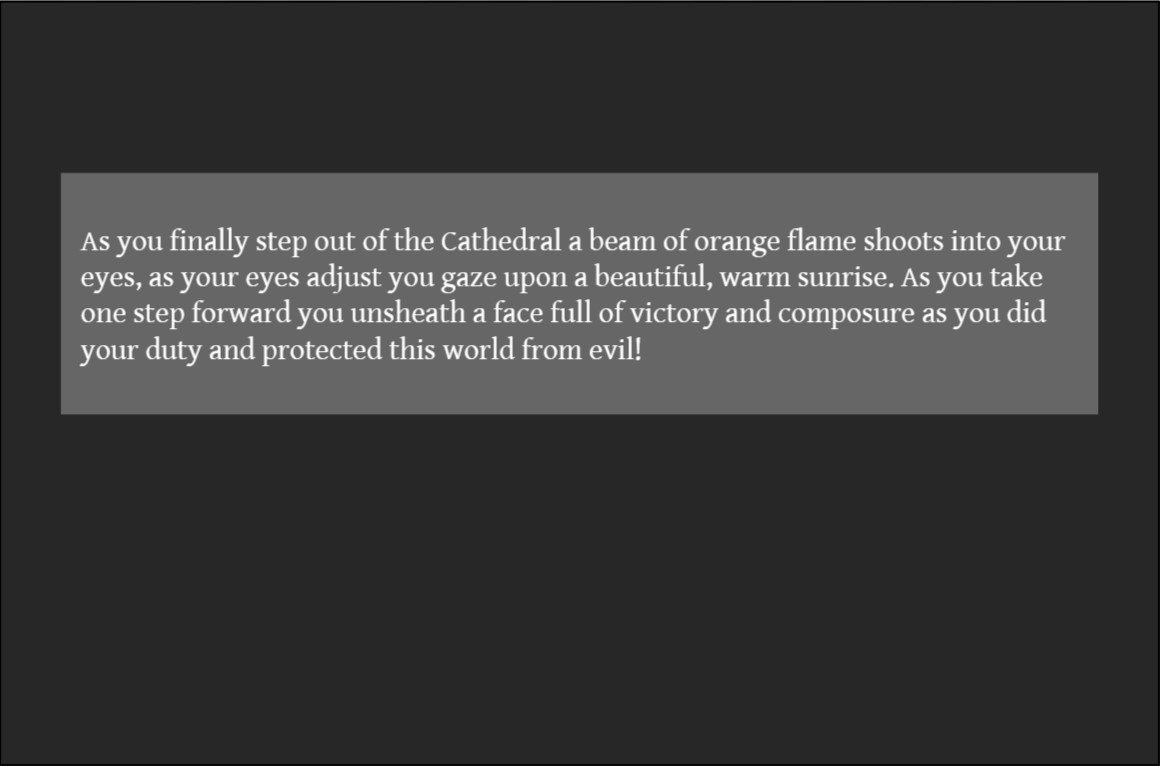 As you finally step out of the Cathedral a beam of orange flame shoots into your
eyes, as your eyes adjust you gaze upon a beautiful, warm sunrise. As you take
one step forward you unsheath a face full of victory and composure as you did
your duty and protected this world from evil!